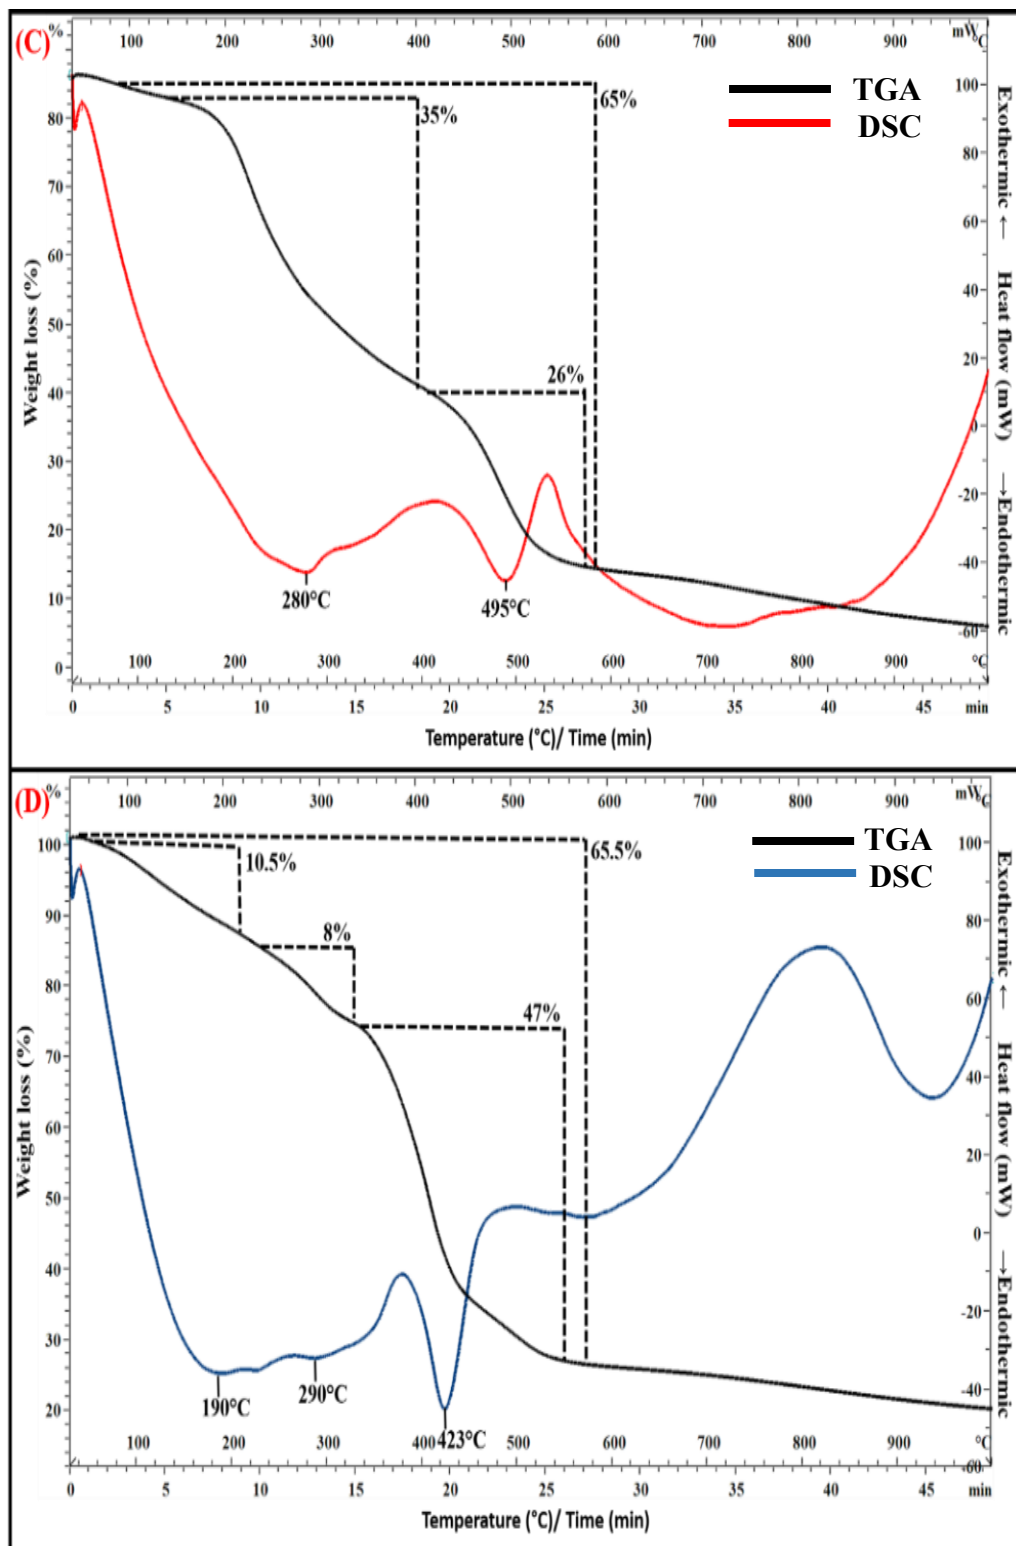 (C)
% 100 200 300 400 500 600 700 800 900 mW °C
TGA
DSC
35%
65%
26%
280°C
495°C
80
70
60
50
40
30
20
10
0
100
80
60
40
20
0
-20
-40
-60
Weight loss (%)
Exothermic ← Heat flow (mW) →Endothermic
100 200 300 400 500 600 700 800 900 °C
0 5 10 15 20 25 30 35 40 45 min
Temperature (°C)/ Time (min)
(D)
% 100 200 300 400 500 600 700 800 900 mW °C
TGA
DSC
10.5%
65.5%
8%
47%
190°C
290°C
423°C
100
90
80
70
60
50
40
30
20
100
80
60
40
20
0
-20
-40
-60
Weight loss (%)
Exothermic ← Heat flow (mW) →Endothermic
100 200 300 400 500 600 700 800 900 °C
0 5 10 15 20 25 30 35 40 45 min
Temperature (°C)/ Time (min)